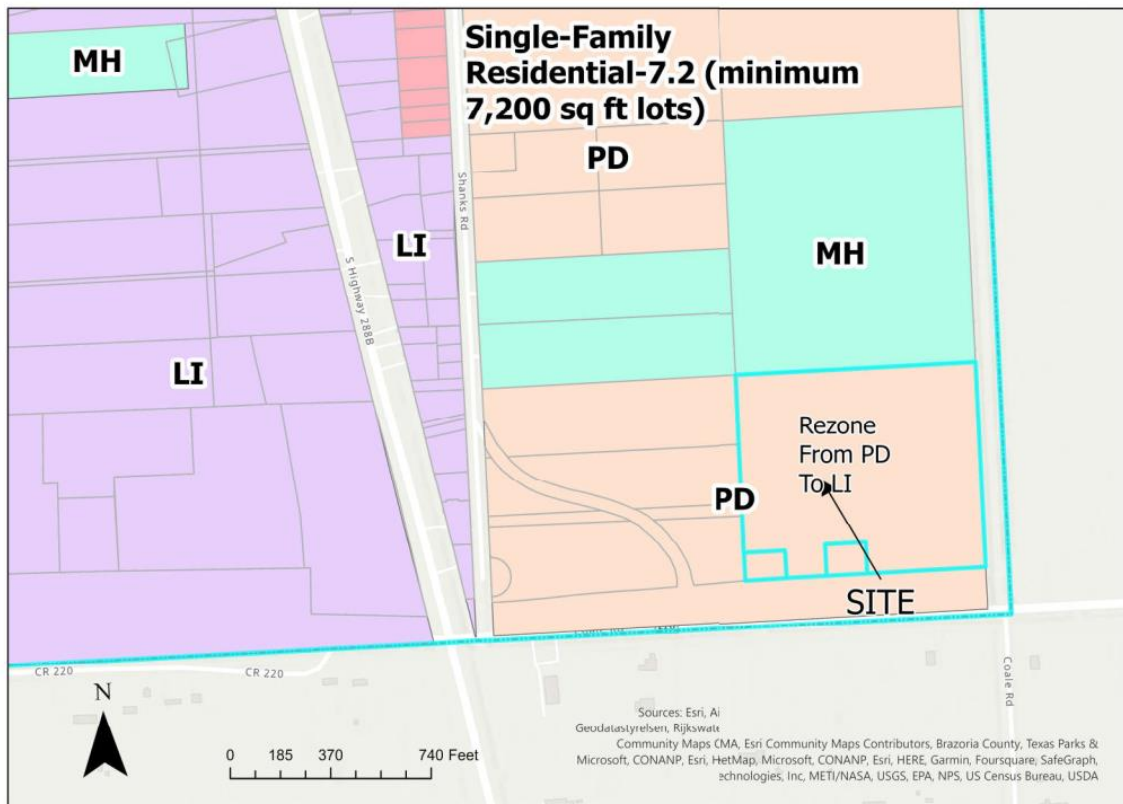 MH
Single-Family
Residential-7.2 (minimum
7,200 sq ft lots)
PD
Shanks Rd
LI
MH
S Highway 288B
LI
Rezone
From PD
To LI
PD
SITE
CR 220
CR 220
Coale Rd
N
0 185 370 740 Feet
Sources: Esri, Ai
Geodatastyrelsen, Rijkswate
Community Maps CMA, Esri Community Maps Contributors, Brazoria County, Texas Parks &
Microsoft, CONANP, Esri, HetMap, Microsoft, CONANP, Esri, HERE, Garmin, Foursquare, SafeGraph,
echnologies, Inc, METI/NASA, USGS, EPA, NPS, US Census Bureau, USDA